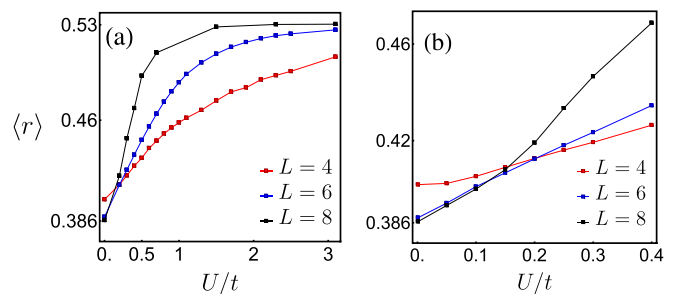 (a)
0.53
0.46
0.386
⟨r⟩
L = 4
L = 6
L = 8
0. 0.5 1 2 3
U/t
(b)
0.46
0.42
0.386
L = 4
L = 6
L = 8
0. 0.1 0.2 0.3 0.4
U/t